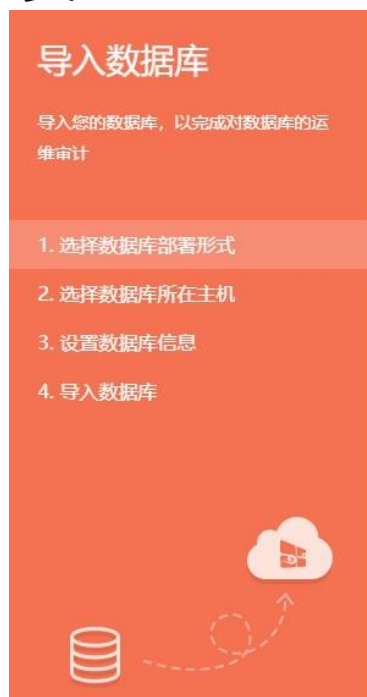 导入数据库
导入您的数据库，以完成对数据库的运
维审计
1. 选择数据库部署形式
2. 选择数据库所在主机
3. 设置数据库信息
4. 导入数据库